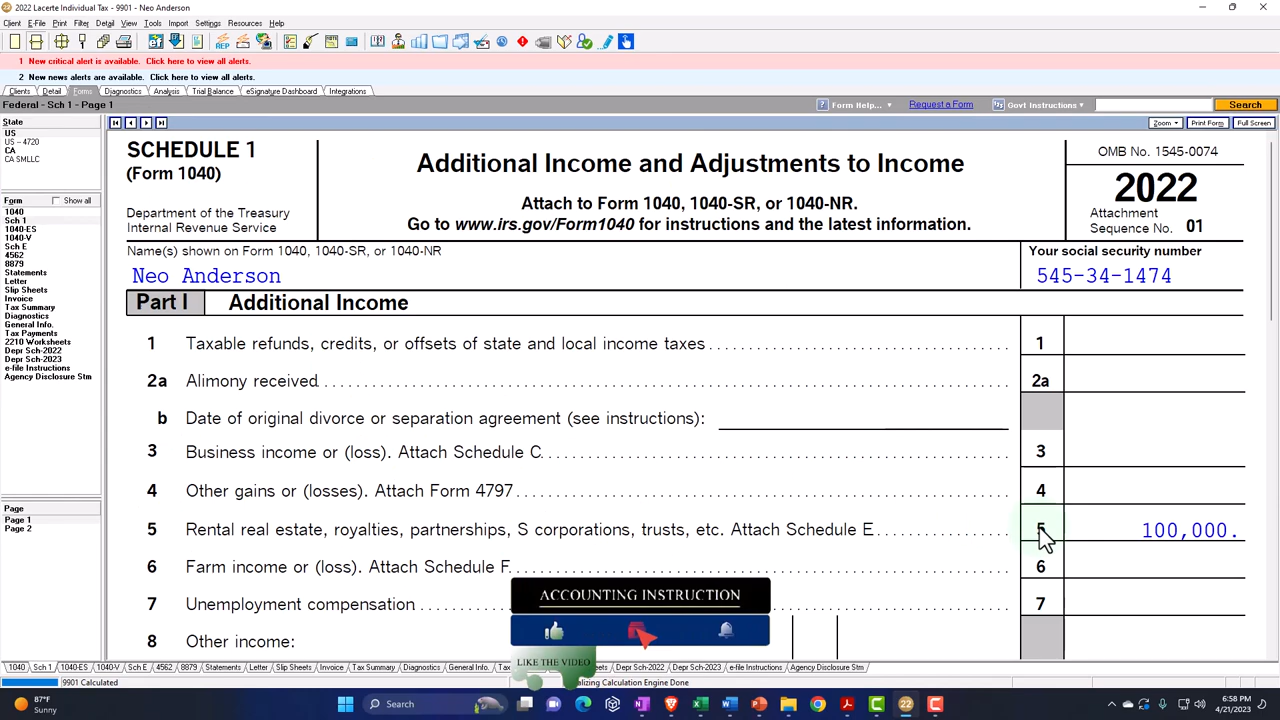 22 2022 Lacerte Individual Tax - 9901 - Neo Anderson
Client E-File Print Filter Detail View Tools Import Settings Resources Help
REP
1 New critical alert is available. Click here to view all alerts.
2 New news alerts are available. Click here to view all alerts.
Clients Detail Forms Diagnostics Analysis Trial Balance eSignature Dashboard Integrations
Federal - Sch 1 - Page 1 ? Form Help... Request a Form Govt Instructions Search
State
US
US - 4720
CA
CA SMLLC
Zoom Print Form Full Screen
Form Show all
1040
Sch 1
1040-ES
1040-V
Sch E
4562
8879
Statements
Letter
Slip Sheets
Invoice
Tax Summary
Diagnostics
General Info.
Tax Payments
2210 Worksheets
Depr Sch-2022
Depr Sch-2023
e-file Instructions
Agency Disclosure Stm
Page
Page 1
Page 2
SCHEDULE 1
(Form 1040)
Department of the Treasury
Internal Revenue Service
Additional Income and Adjustments to Income
Attach to Form 1040, 1040-SR, or 1040-NR.
Go to www.irs.gov/Form1040 for instructions and the latest information.
OMB No. 1545-0074
2022
Attachment
Sequence No. 01
Name(s) shown on Form 1040, 1040-SR, or 1040-NR Your social security number
Neo Anderson 545-34-1474
Part I Additional Income
1 Taxable refunds, credits, or offsets of state and local income taxes 1
2a Alimony received 2a
b Date of original divorce or separation agreement (see instructions):
3 Business income or (loss). Attach Schedule C 3
4 Other gains or (losses). Attach Form 4797 4
5 Rental real estate, royalties, partnerships, S corporations, trusts, etc. Attach Schedule E 5 100,000.
6 Farm income or (loss). Attach Schedule F 6
7 Unemployment compensation 7
8 Other income:
ACCOUNTING INSTRUCTION
LIKE THE VIDEO
1040 Sch 1 1040-ES 1040-V Sch E 4562 8879 Statements Letter Slip Sheets Invoice Tax Summary Diagnostics General Info. Depr Sch-2022 Depr Sch-2023 e-file Instructions Agency Disclosure Stm
9901 Calculated
Calculation Engine Done
87°F
Sunny
Search
6:58 PM
4/21/2023